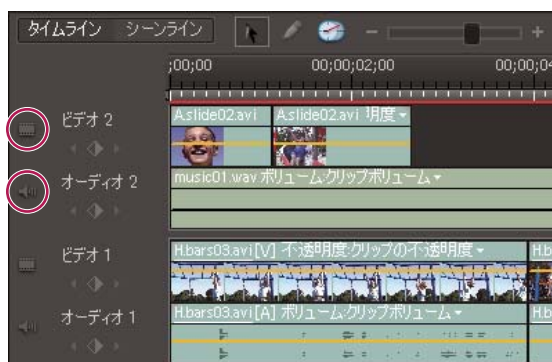 タイムライン シーンライン
;00;00 00;00;02;00 00;00;04
ビデオ 2
A.slide02.avi A.slide02.avi 明度
オーディオ 2
music01.wav ボリューム:クリップボリューム
ビデオ 1
H.bars03.avi [V] 不透明度:クリップの不透明度 H.b
オーディオ 1
H.bars03.avi [A] ボリューム:クリップボリューム H.b